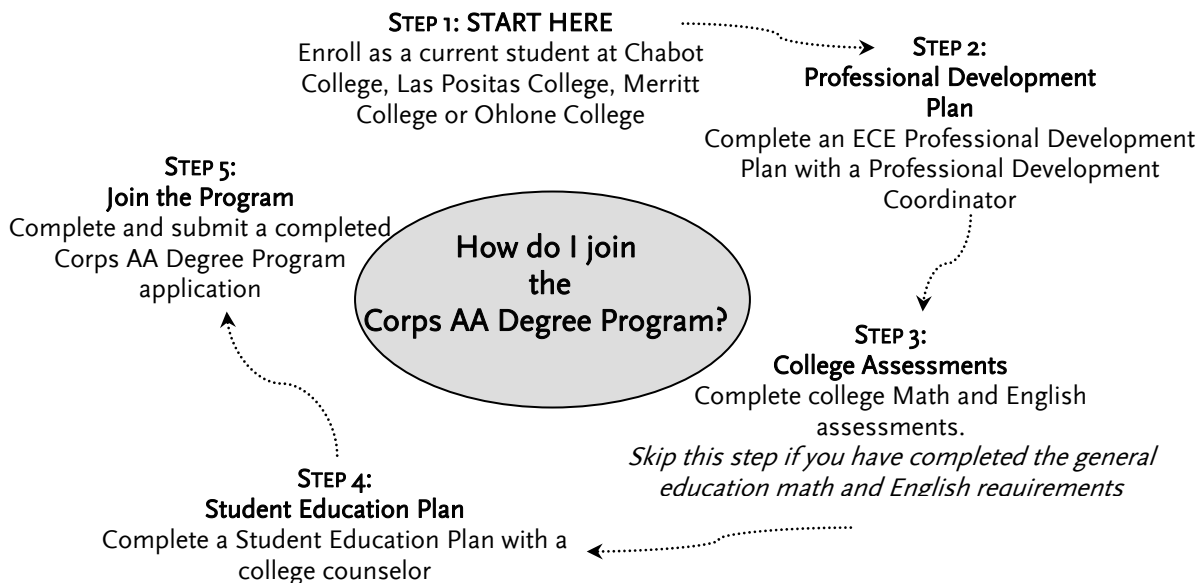 STEP 1: START HERE
Enroll as a current student at Chabot
College, Las Positas College, Merritt
College or Ohlone College
STEP 2:
Professional Development
Plan
Complete an ECE Professional Development
Plan with a Professional Development
Coordinator
STEP 3:
College Assessments
Complete college Math and English
assessments.
Skip this step if you have completed the general
education math and English requirements
STEP 4:
Student Education Plan
Complete a Student Education Plan with a
college counselor
STEP 5:
Join the Program
Complete and submit a completed
Corps AA Degree Program
application
How do I join
the
Corps AA Degree Program?